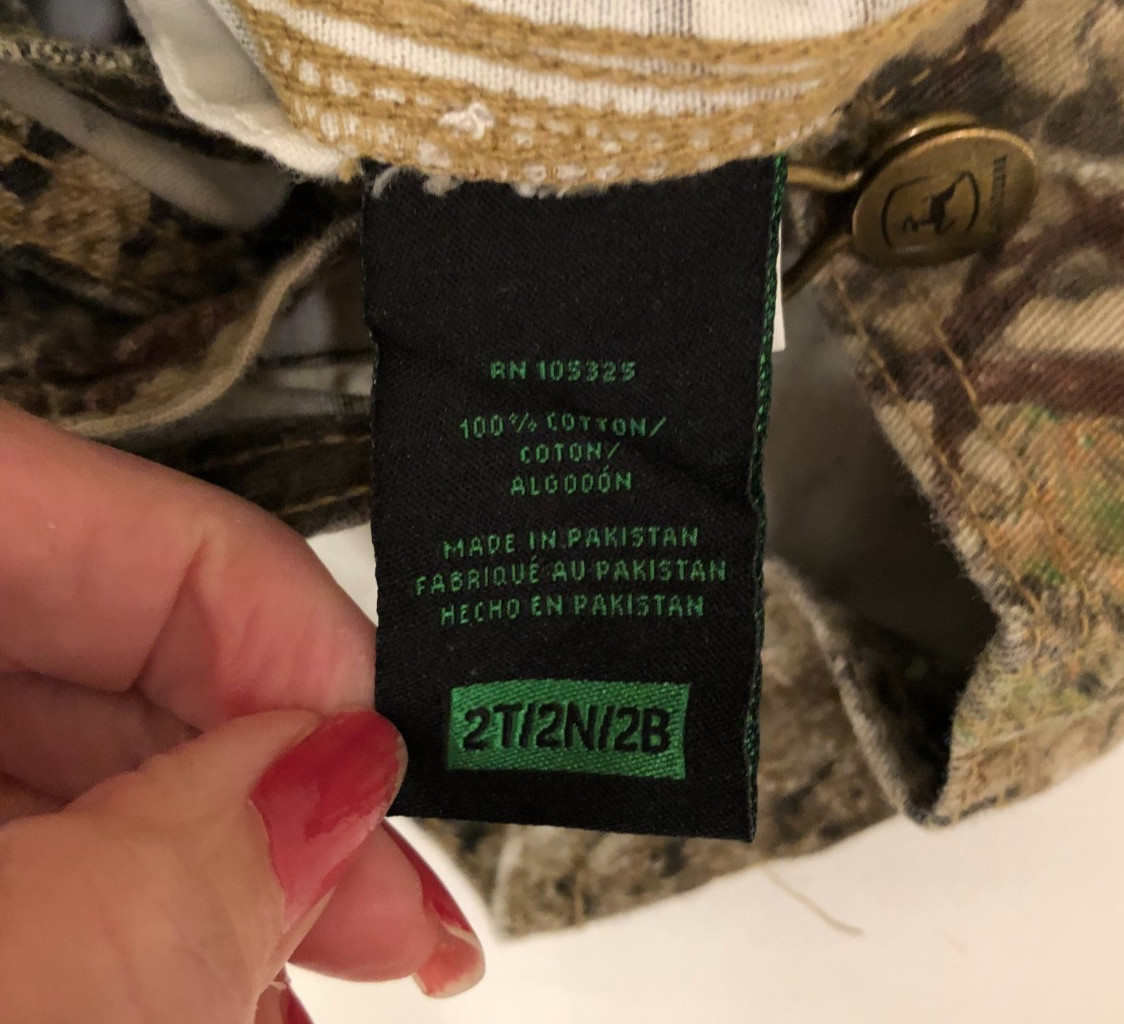 RN 105325
100% COTTON/
COTON/
ALGODÓN
MADE IN PAKISTAN
FABRIQUÉ AU PAKISTAN
HECHO EN PAKISTAN
2T/2N/2B